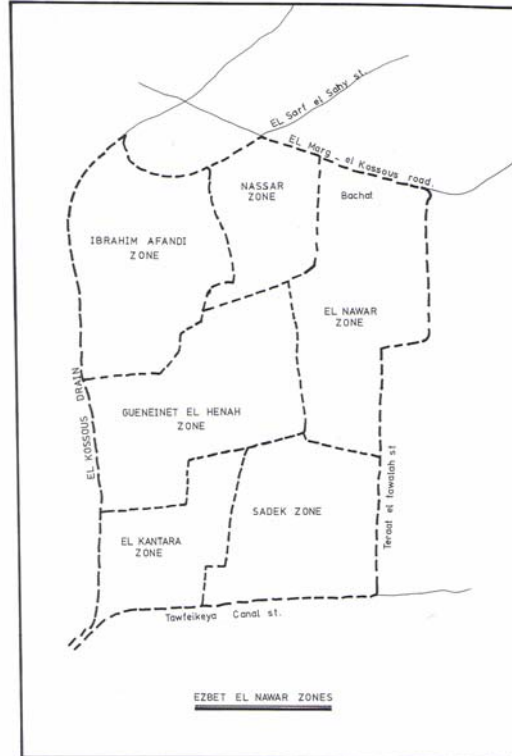 EL Sarf el Sahy st.
EL Marg - el Kossous road.
NASSAR
ZONE
Bachat
IBRAHIM AFANDI
ZONE
EL NAWAR
ZONE
EL KOSSOUS DRAIN
GUENEINET EL HENAH
ZONE
Teraat el tawalah st
SADEK ZONE
EL KANTARA
ZONE
Tawfeikeya Canal st.
EZBET EL NAWAR ZONES